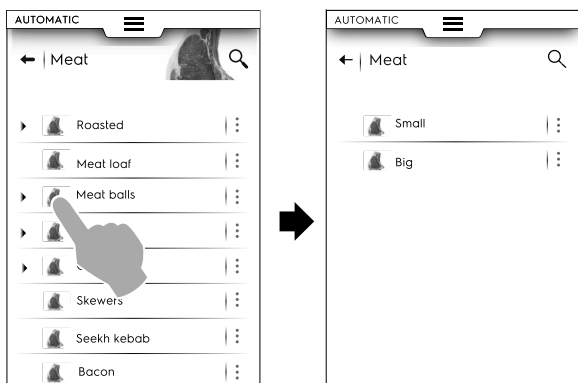 AUTOMATIC
Meat
Roasted
Meat loaf
Meat balls
Skewers
Seekh kebab
Bacon
AUTOMATIC
Meat
Small
Big